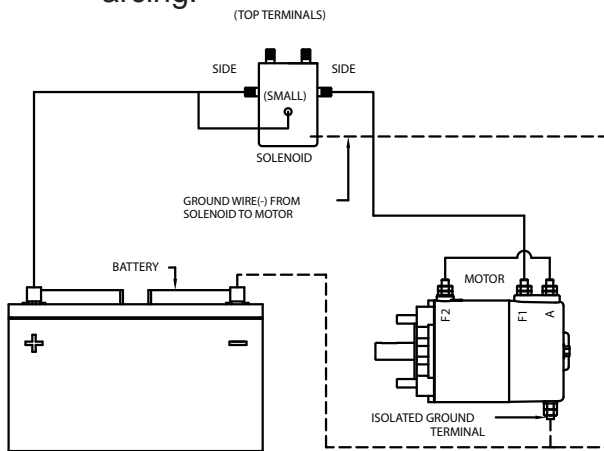 arcing.
(TOP TERMINALS)
SIDE
SIDE
(SMALL)
SOLENOID
GROUND WIRE(-) FROM
SOLENOID TO MOTOR
BATTERY
MOTOR
F2
F1
A
+
-
ISOLATED GROUND
TERMINAL